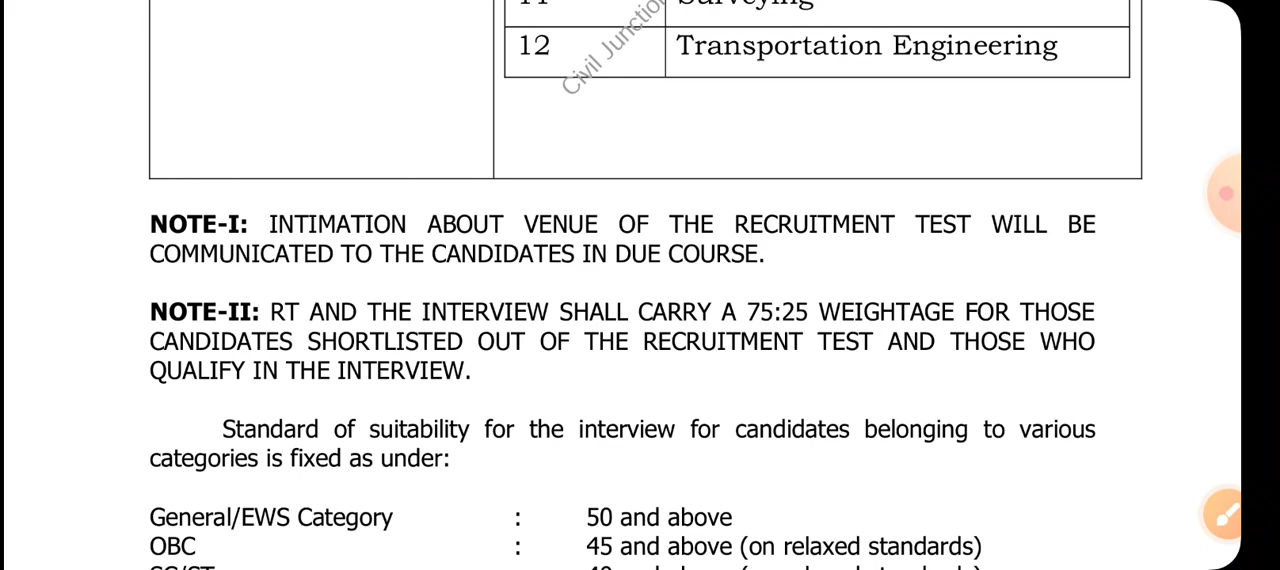 11 Surveying
12 Transportation Engineering
Civil Junction
NOTE-I: INTIMATION ABOUT VENUE OF THE RECRUITMENT TEST WILL BE
COMMUNICATED TO THE CANDIDATES IN DUE COURSE.
NOTE-II: RT AND THE INTERVIEW SHALL CARRY A 75:25 WEIGHTAGE FOR THOSE
CANDIDATES SHORTLISTED OUT OF THE RECRUITMENT TEST AND THOSE WHO
QUALIFY IN THE INTERVIEW.
Standard of suitability for the interview for candidates belonging to various
categories is fixed as under:
General/EWS Category : 50 and above
OBC : 45 and above (on relaxed standards)